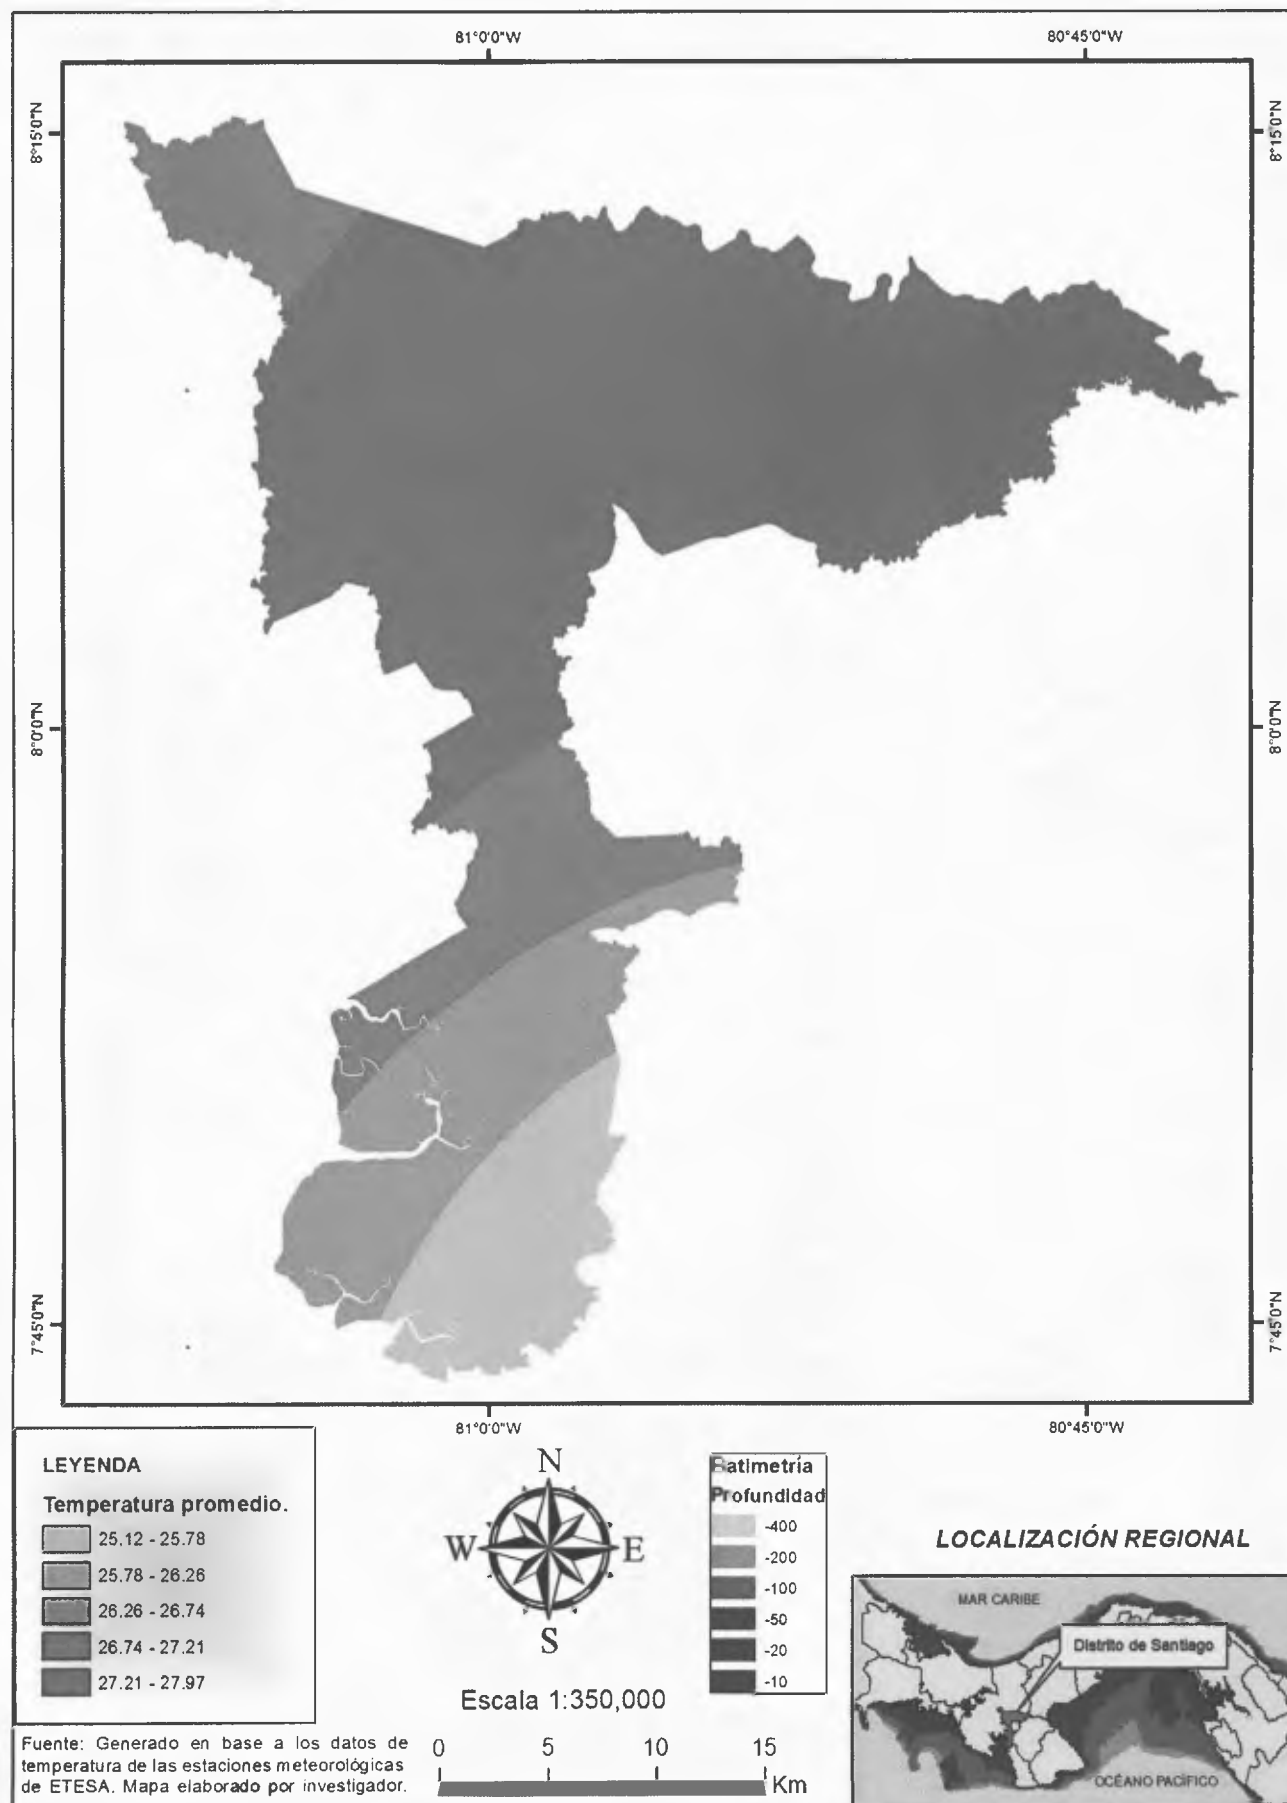 81°0'0"W
80°45'0"W
8°15'0"N
8°15'0"N
8°0'0"N
8°0'0"N
7°45'0"N
7°45'0"N
81°0'0"W
80°45'0"W
LEYENDA
Temperatura promedio.
25.12 - 25.78
25.78 - 26.26
26.26 - 26.74
26.74 - 27.21
27.21 - 27.97
N
W
E
S
Escala 1:350,000
0 5 10 15
Km
Batimetría
Profundidad
-400
-200
-100
-50
-20
-10
LOCALIZACIÓN REGIONAL
MAR CARIBE
Distrito de Santiago
OCÉANO PACÍFICO
Fuente: Generado en base a los datos de
temperatura de las estaciones meteorológicas
de ETESA. Mapa elaborado por investigador.